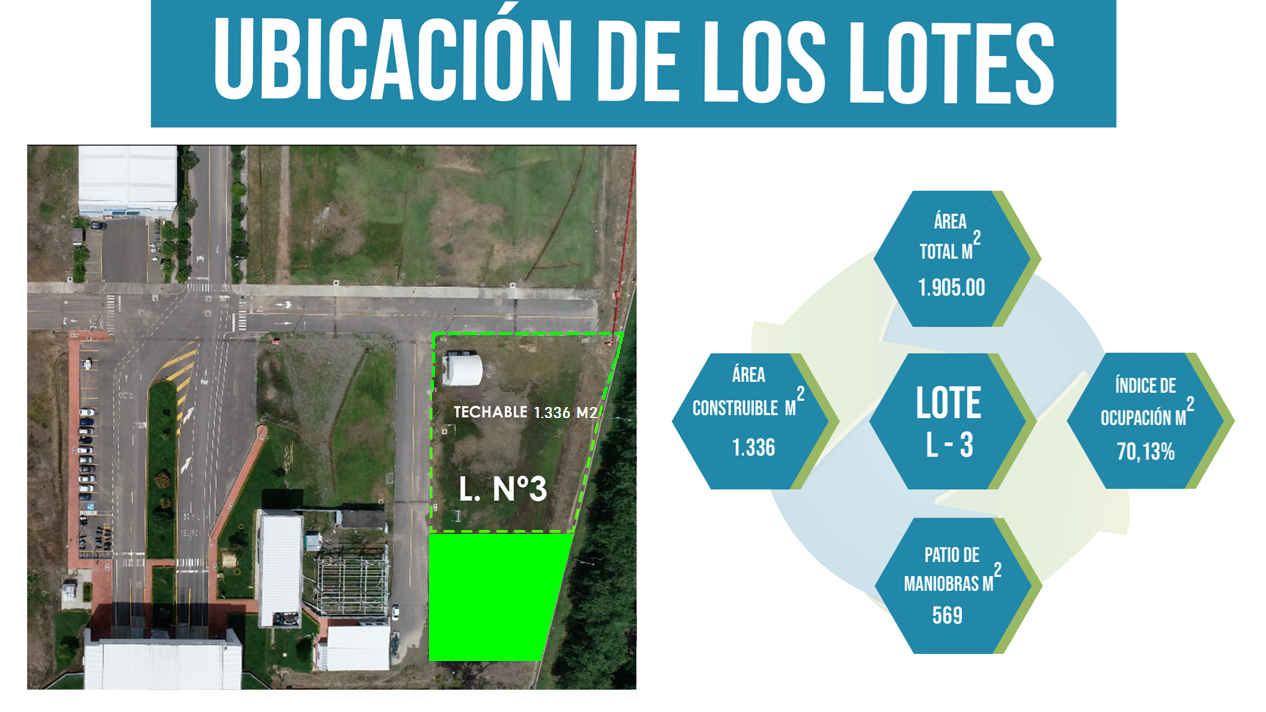 UBICACIÓN DE LOS LOTES
TECHABLE 1.336 M2
L. Nº3
ÁREA
TOTAL M2
1.905.00
ÁREA
CONSTRUIBLE M2
1.336
LOTE
L - 3
ÍNDICE DE
OCUPACIÓN M2
70,13%
PATIO DE
MANIOBRAS M2
569